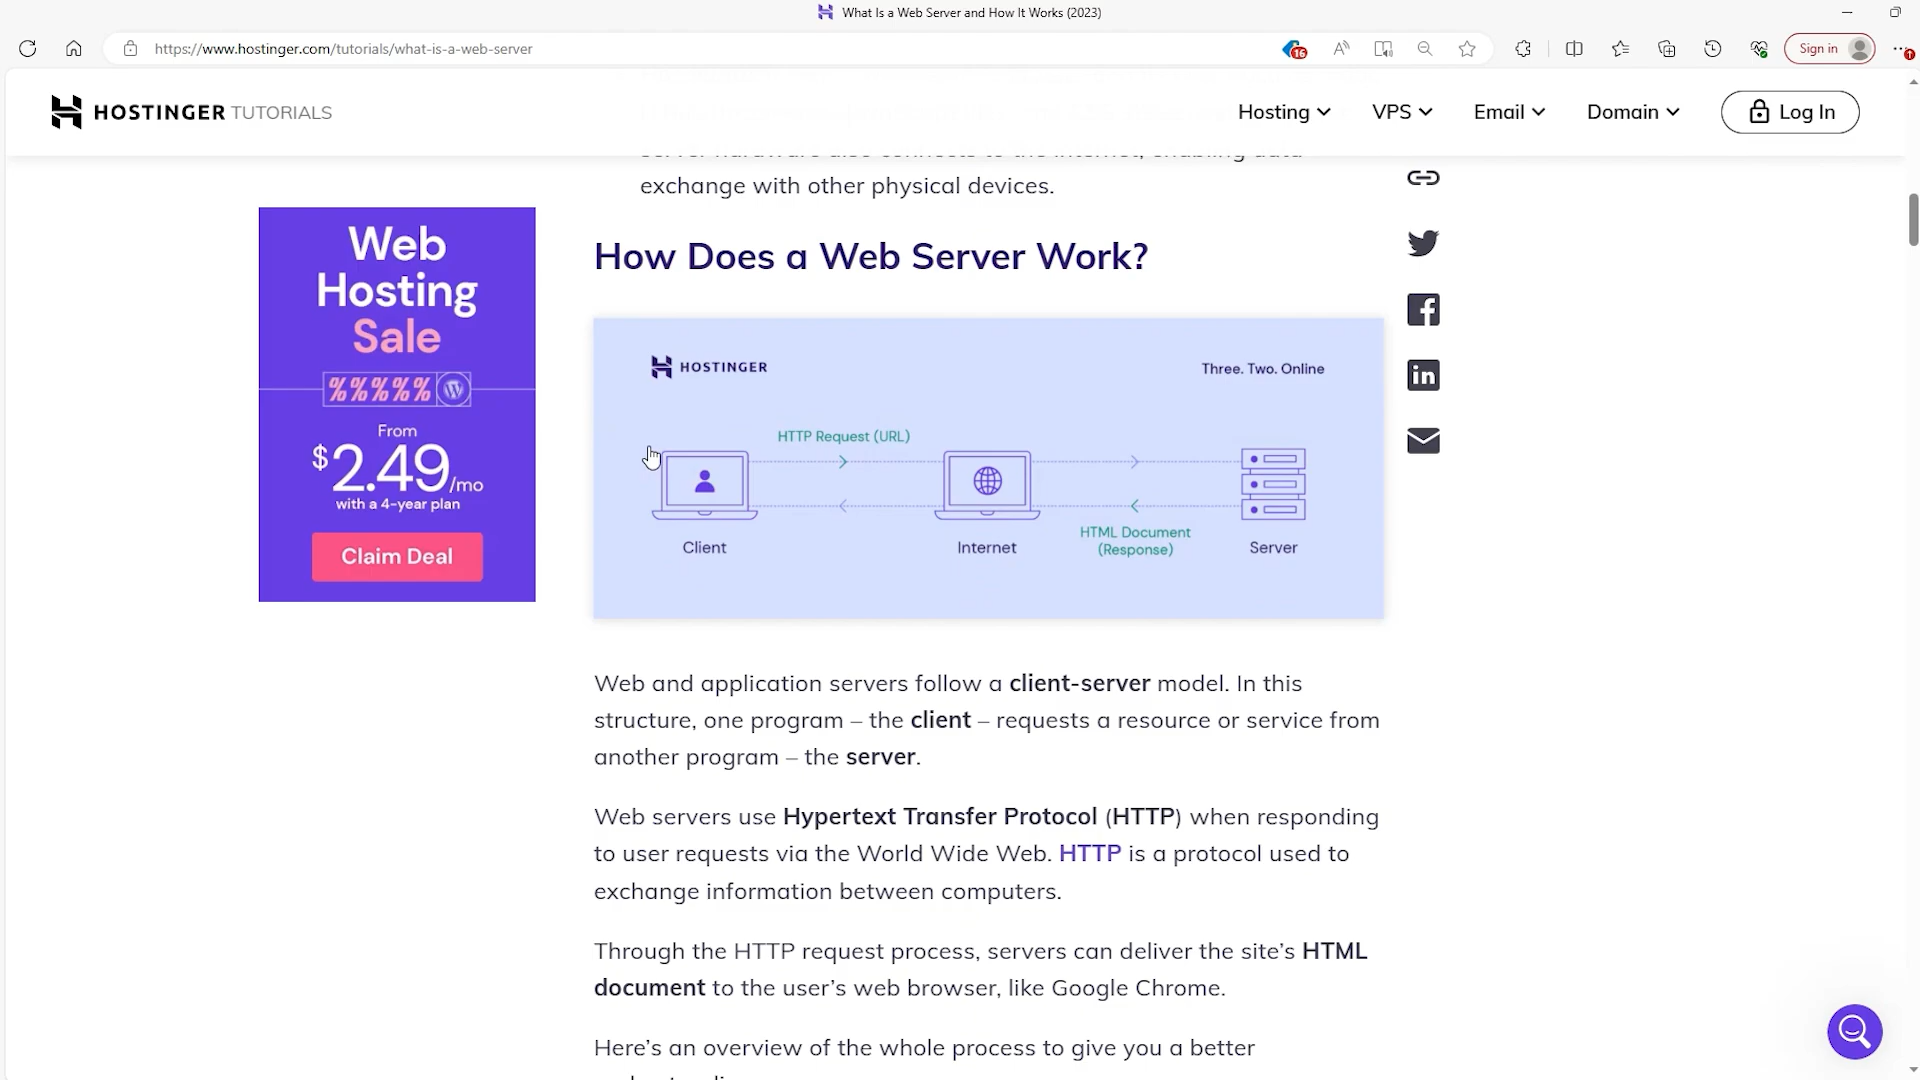 What Is a Web Server and How It Works (2023)
https://www.hostinger.com/tutorials/what-is-a-web-server
16
Sign in
HOSTINGER TUTORIALS
Hosting
VPS
Email
Domain
Log In
server hardware also connects to the internet, enabling data
exchange with other physical devices.
Web
Hosting
Sale
%%%%%
From
$2.49/mo
with a 4-year plan
Claim Deal
How Does a Web Server Work?
HOSTINGER
Three. Two. Online
HTTP Request (URL)
HTML Document
(Response)
Client
Internet
Server
Web and application servers follow a client-server model. In this
structure, one program – the client – requests a resource or service from
another program – the server.
Web servers use Hypertext Transfer Protocol (HTTP) when responding
to user requests via the World Wide Web. HTTP is a protocol used to
exchange information between computers.
Through the HTTP request process, servers can deliver the site's HTML
document to the user's web browser, like Google Chrome.
Here's an overview of the whole process to give you a better